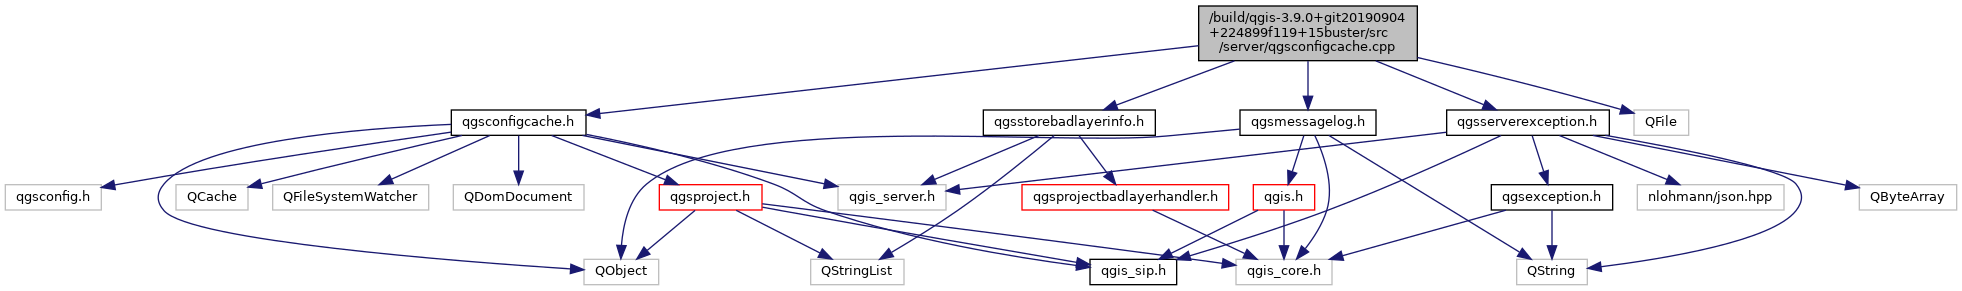 /build/qgis-3.9.0+git20190904
+224899f119+15buster/src
/server/qgsconfigcache.cpp
qgsconfigcache.h
qgsstorebadlayerinfo.h
qgsmessagelog.h
qgsserverexception.h
QFile
qgsconfig.h
QCache
QFileSystemWatcher
QDomDocument
qgsproject.h
qgis_server.h
qgsprojectbadlayerhandler.h
qgis.h
qgsexception.h
nlohmann/json.hpp
QByteArray
QObject
QStringList
qgis_sip.h
qgis_core.h
QString